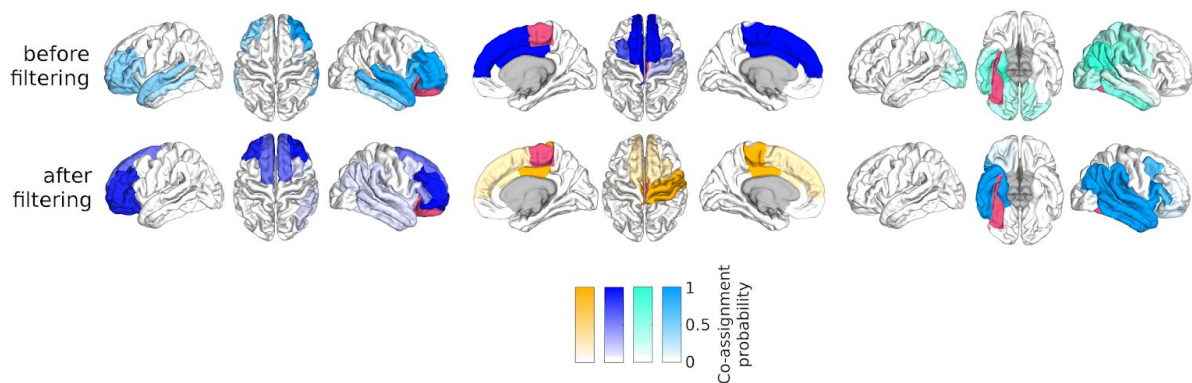 before
filtering
after
filtering
1
0.5
0
Co-assignment
probability